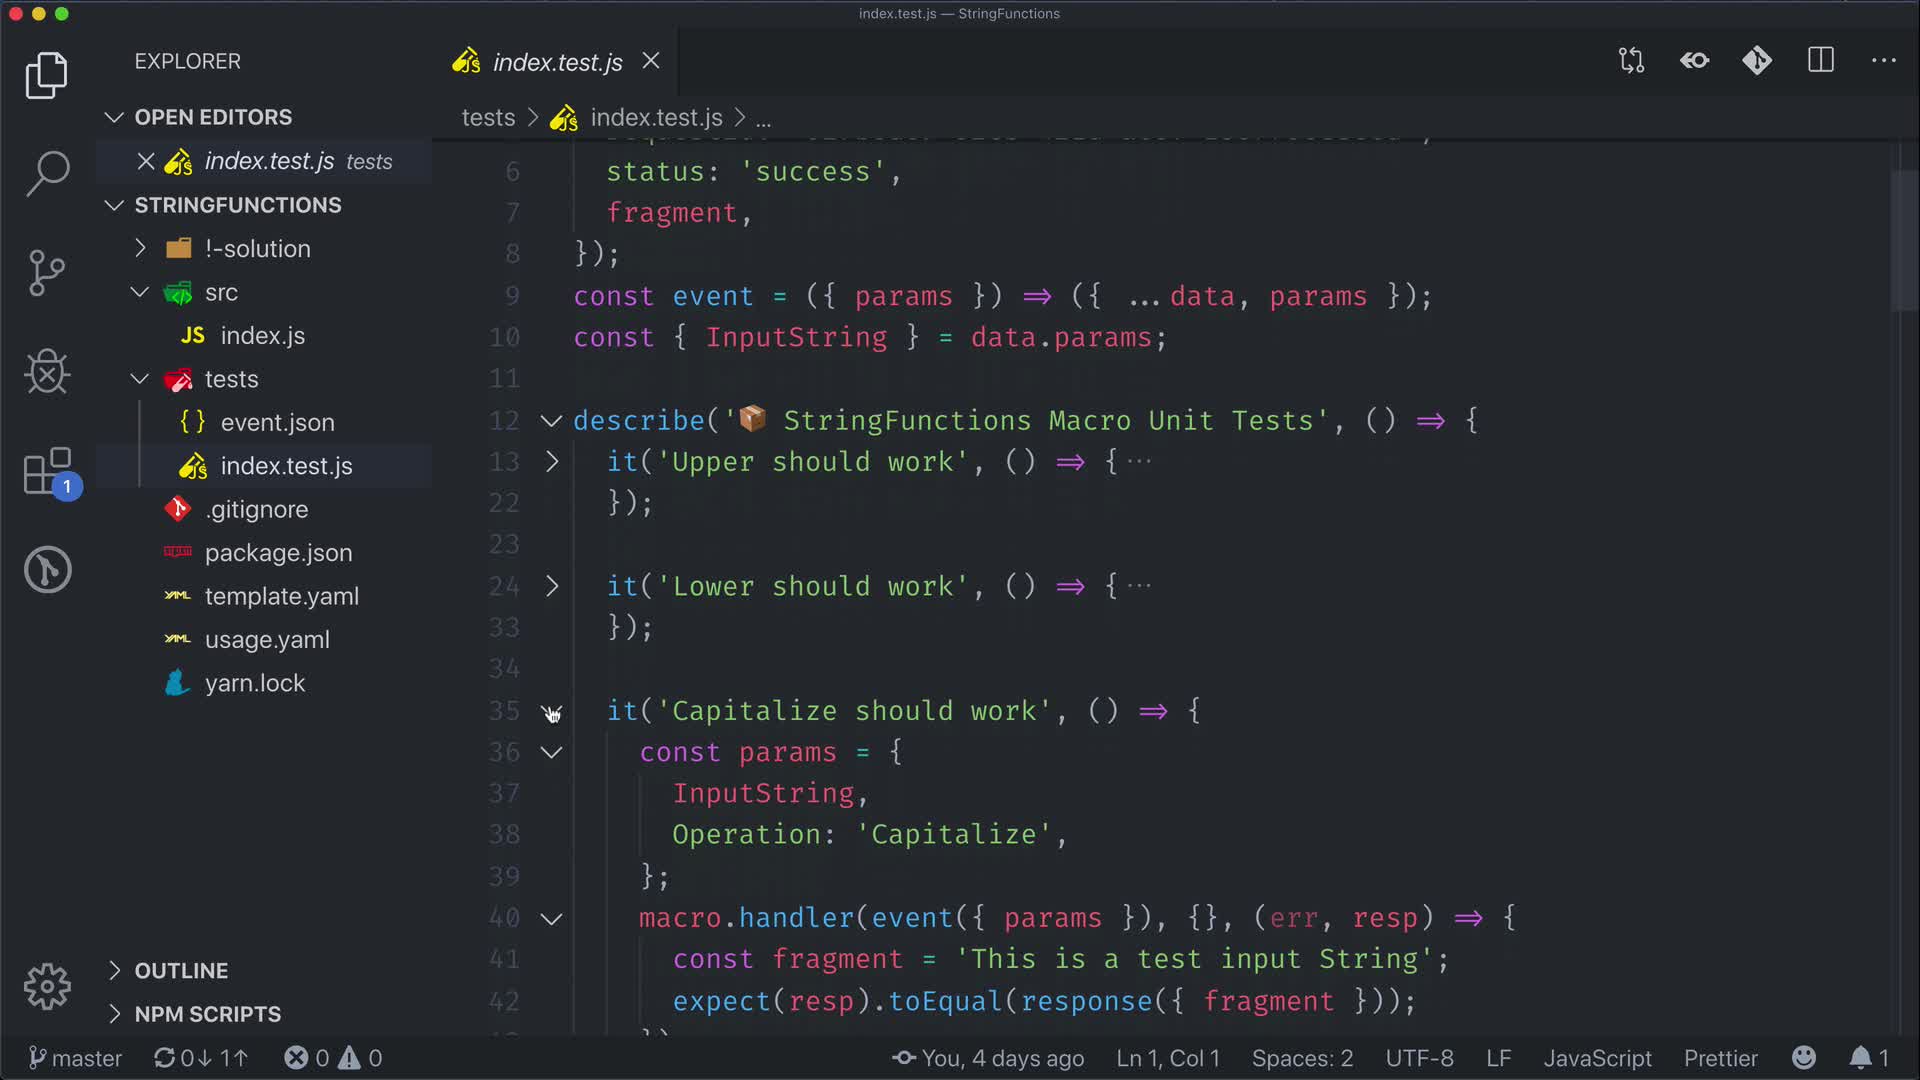 index.test.js — StringFunctions
EXPLORER
index.test.js
OPEN EDITORS
index.test.js tests
STRINGFUNCTIONS
!-solution
src
JS index.js
tests
{ } event.json
index.test.js
.gitignore
package.json
YAML template.yaml
YAML usage.yaml
yarn.lock
OUTLINE
NPM SCRIPTS
1
tests > index.test.js > ...
6 status: 'success',
7 fragment,
8 });
9 const event = ({ params }) => ({ ...data, params });
10 const { InputString } = data.params;
11
12 describe('📦 StringFunctions Macro Unit Tests', () => {
13 it('Upper should work', () => {···
22 });
23
24 it('Lower should work', () => {···
33 });
34
35 it('Capitalize should work', () => {
36 const params = {
37 InputString,
38 Operation: 'Capitalize',
39 };
40 macro.handler(event({ params }), {}, (err, resp) => {
41 const fragment = 'This is a test input String';
42 expect(resp).toEqual(response({ fragment }));
master 0↓ 1↑ 0 0 You, 4 days ago Ln 1, Col 1 Spaces: 2 UTF-8 LF JavaScript Prettier 1